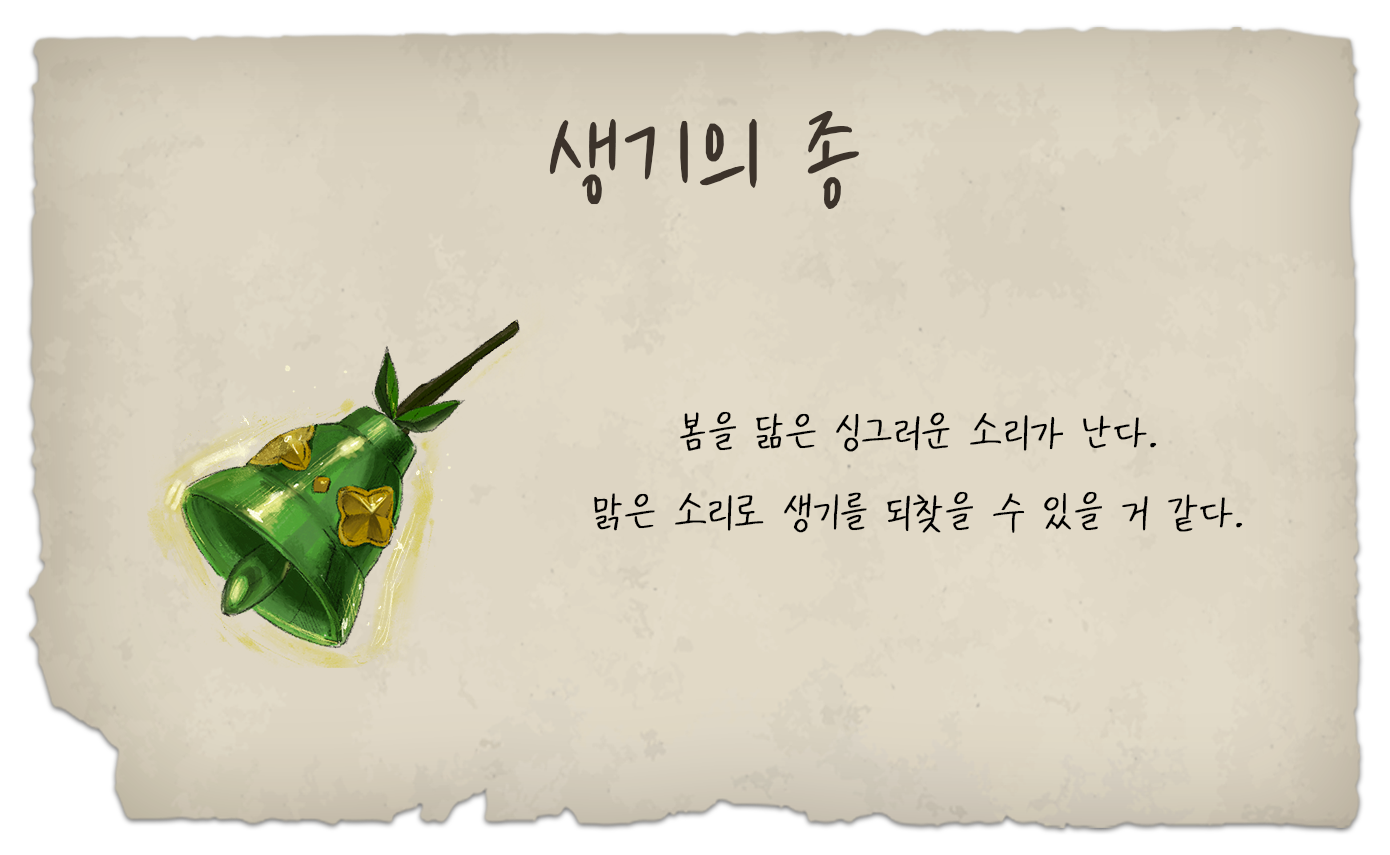 생기의 종
봄을 닮은 싱그러운 소리가 난다.
맑은 소리로 생기를 되찾을 수 있을 거 같다.